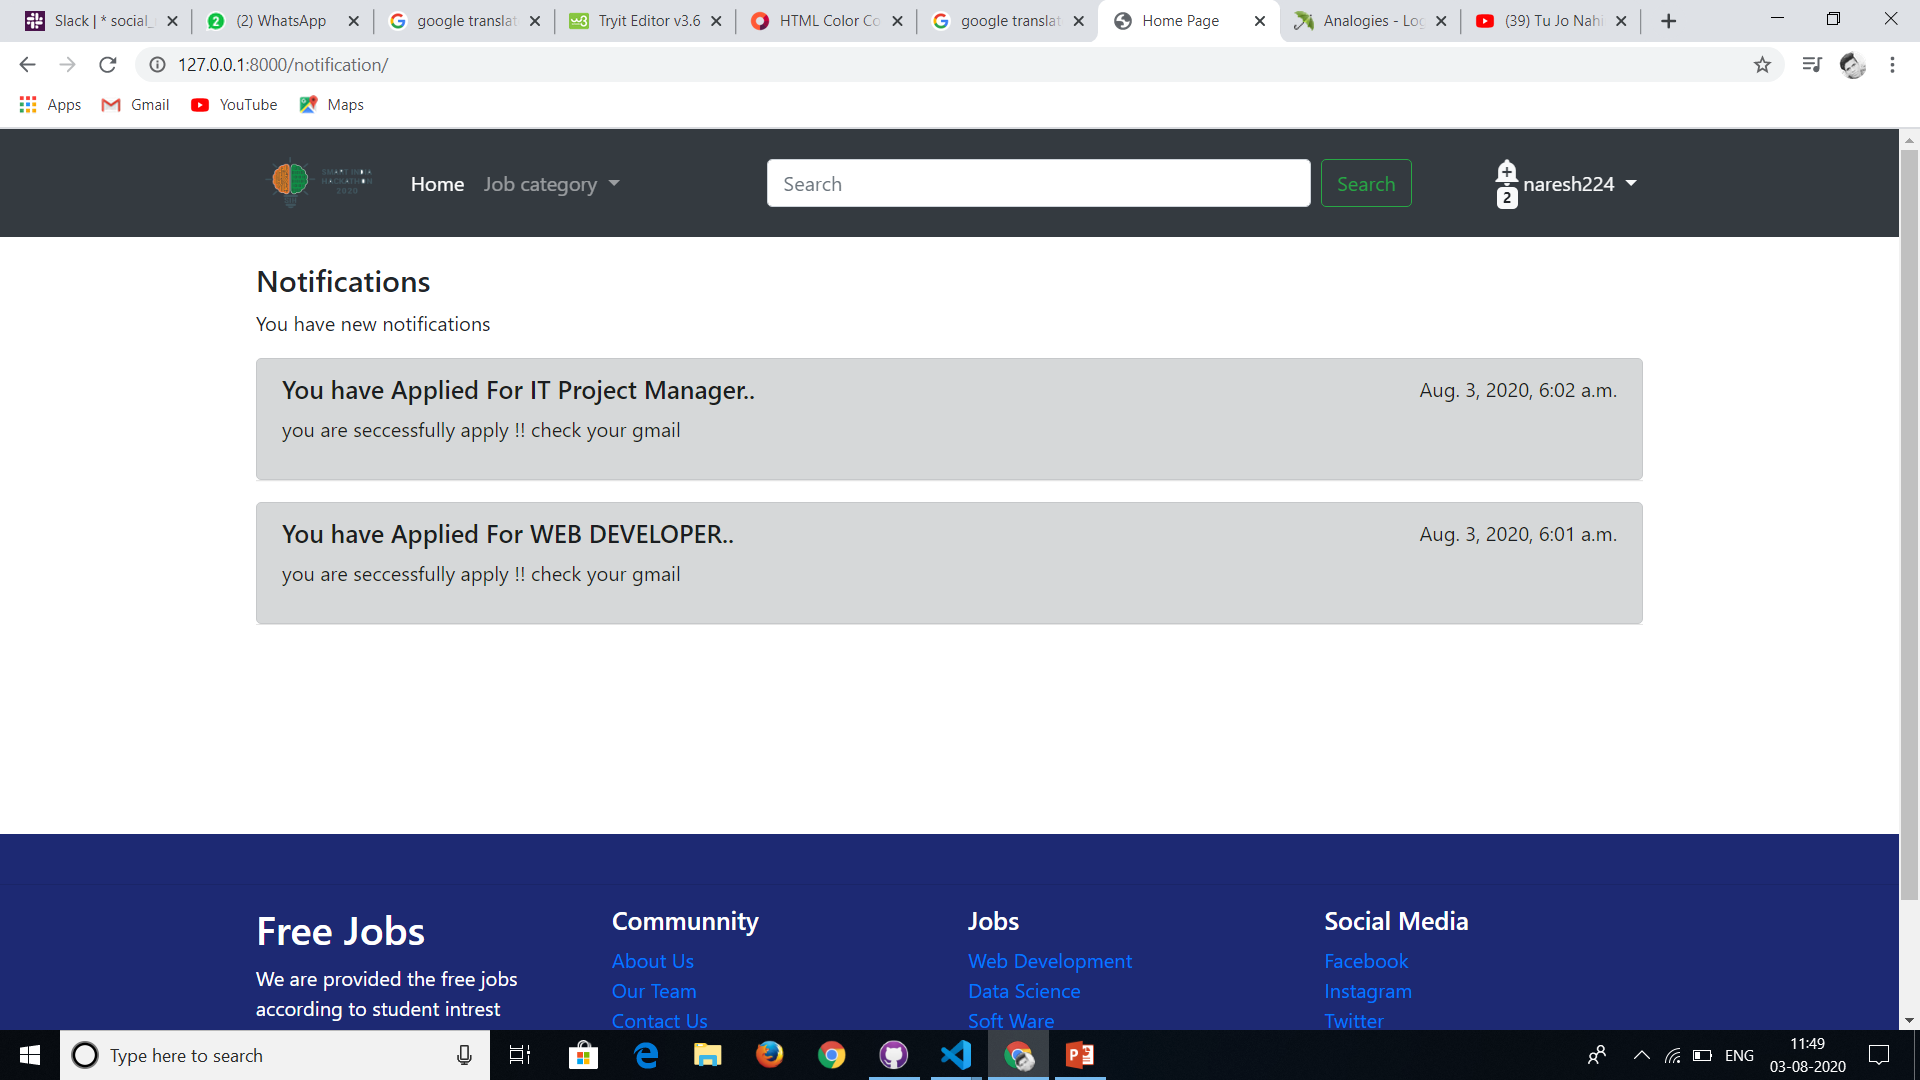 Slack | * social_
(2) WhatsApp
google translat
Tryit Editor v3.6
HTML Color Co
google translat
Home Page
Analogies - Log
(39) Tu Jo Nahi
127.0.0.1:8000/notification/
Apps
Gmail
YouTube
Maps
SMART INDIA
HACKATHON
2020
Home
Job category
Search
Search
2
naresh224
Notifications
You have new notifications
You have Applied For IT Project Manager..
Aug. 3, 2020, 6:02 a.m.
you are seccessfully apply !! check your gmail
You have Applied For WEB DEVELOPER..
Aug. 3, 2020, 6:01 a.m.
you are seccessfully apply !! check your gmail
Free Jobs
We are provided the free jobs
according to student intrest
Communnity
About Us
Our Team
Contact Us
Jobs
Web Development
Data Science
Soft Ware
Social Media
Facebook
Instagram
Twitter
Type here to search
ENG
11:49
03-08-2020